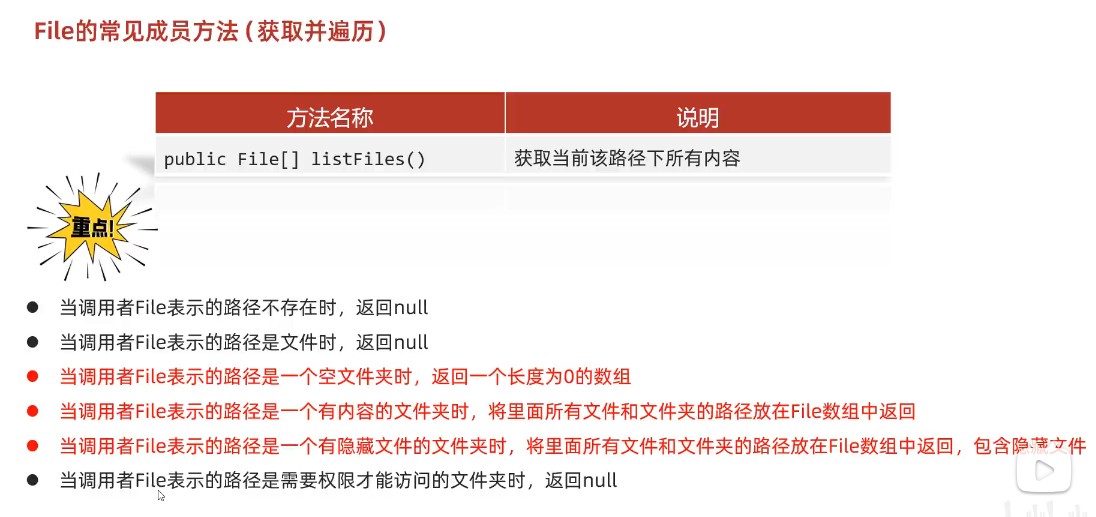 File的常见成员方法(获取并遍历)
方法名称 说明
public File[] listFiles() 获取当前该路径下所有内容
重点!
当调用者File表示的路径不存在时，返回null
当调用者File表示的路径是文件时，返回null
当调用者File表示的路径是一个空文件夹时，返回一个长度为0的数组
当调用者File表示的路径是一个有内容的文件夹时，将里面所有文件和文件夹的路径放在File数组中返回
当调用者File表示的路径是一个有隐藏文件的文件夹时，将里面所有文件和文件夹的路径放在File数组中返回，包含隐藏文件
当调用者File表示的路径是需要权限才能访问的文件夹时，返回null